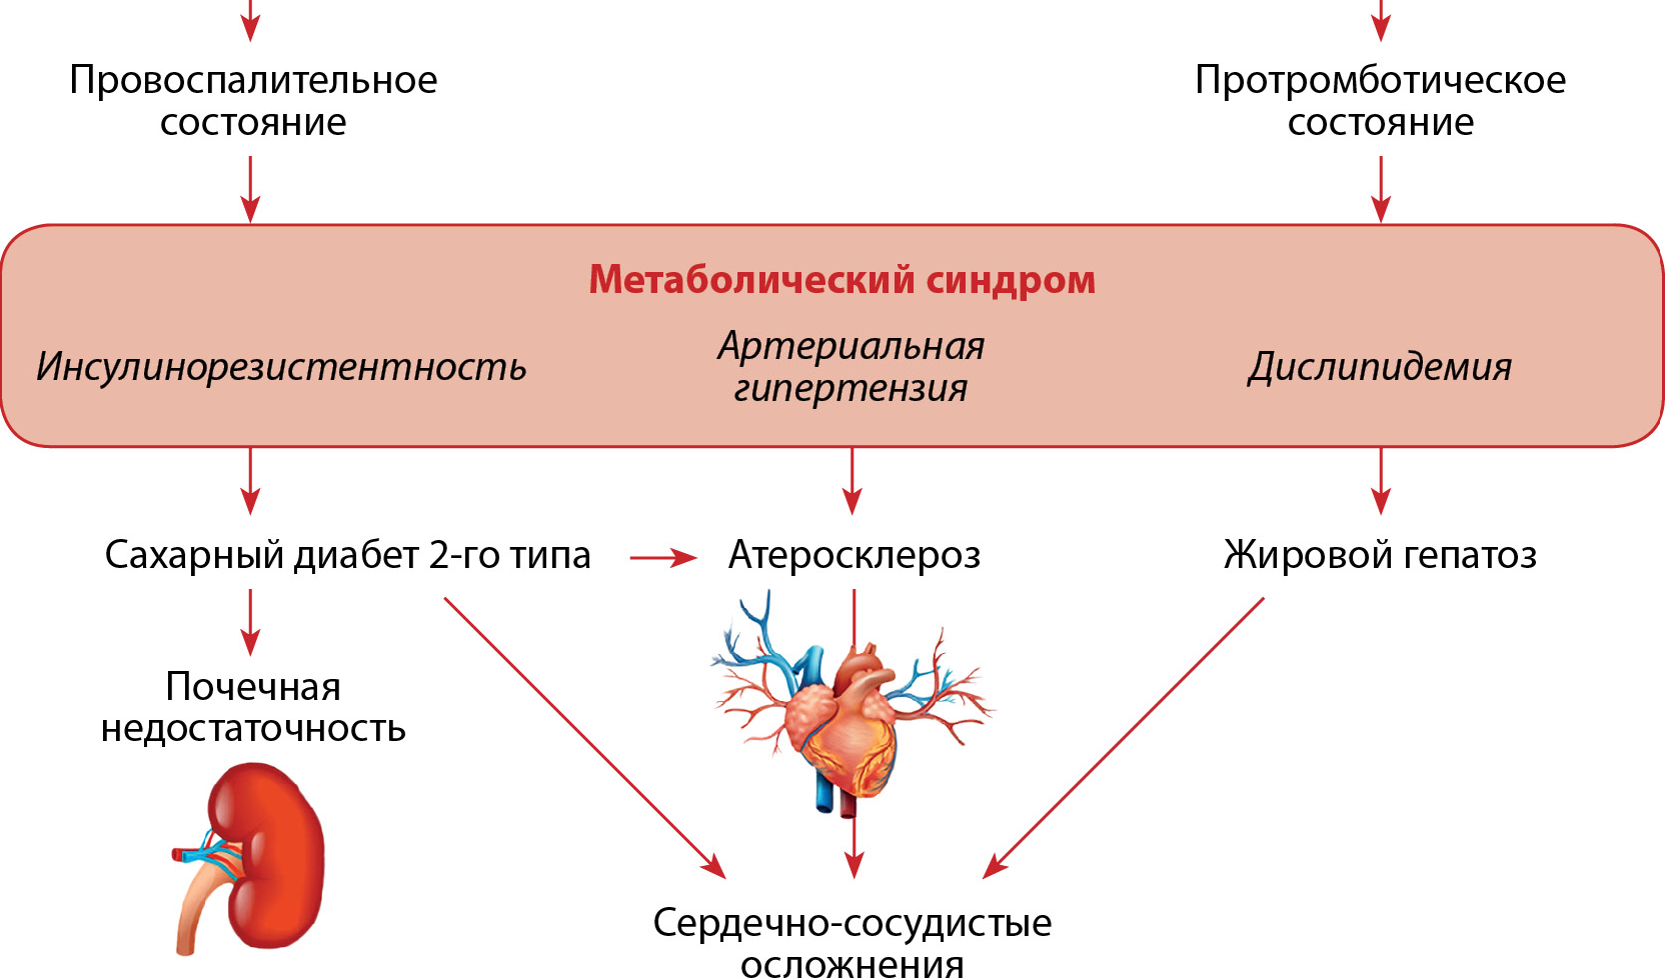 Провоспалительное
состояние
Протромботическое
состояние
Метаболический синдром
Инсулинорезистентность
Артериальная
гипертензия
Дислипидемия
Сахарный диабет 2-го типа
Атеросклероз
Жировой гепатоз
Почечная
недостаточность
Сердечно-сосудистые
осложнения